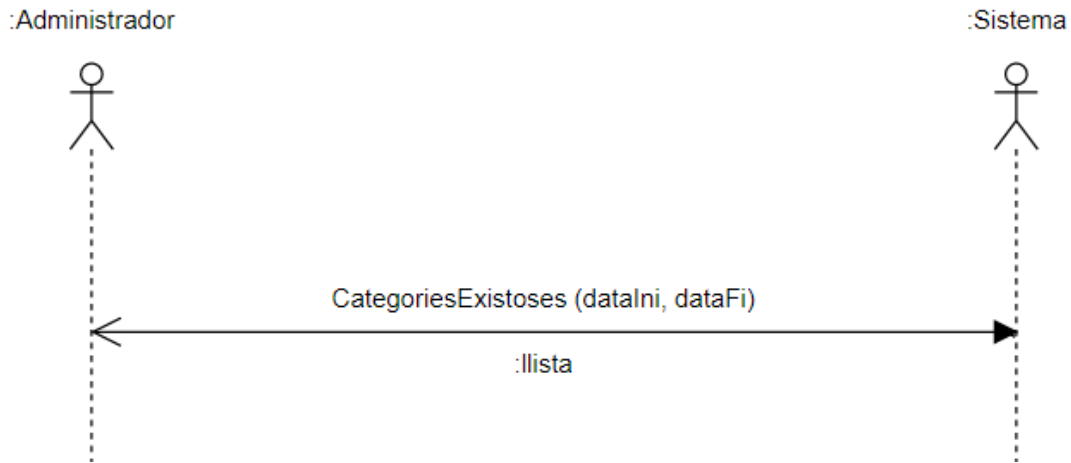 :Administrador
:Sistema
CategoriesExistoses (dataIni, dataFi)
:llista